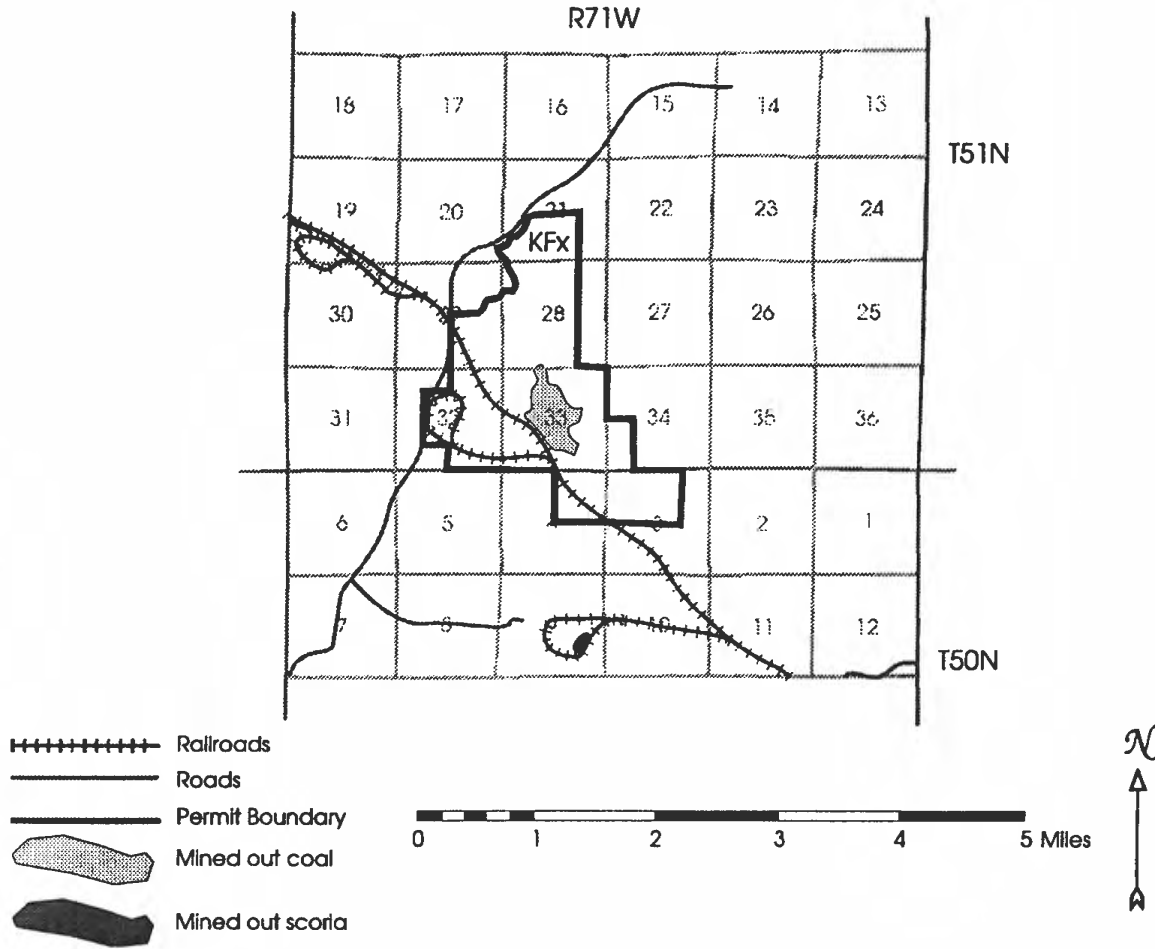 R71W
18 17 16 15 14 13
T51N
19 20 21 22 23 24
KFx
30 28 27 26 25
31 32 33 34 35 36
6 5 3 2 1
7 8 10 11 12
T50N
Railroads
Roads
Permit Boundary
Mined out coal
Mined out scoria
0 1 2 3 4 5 Miles
N